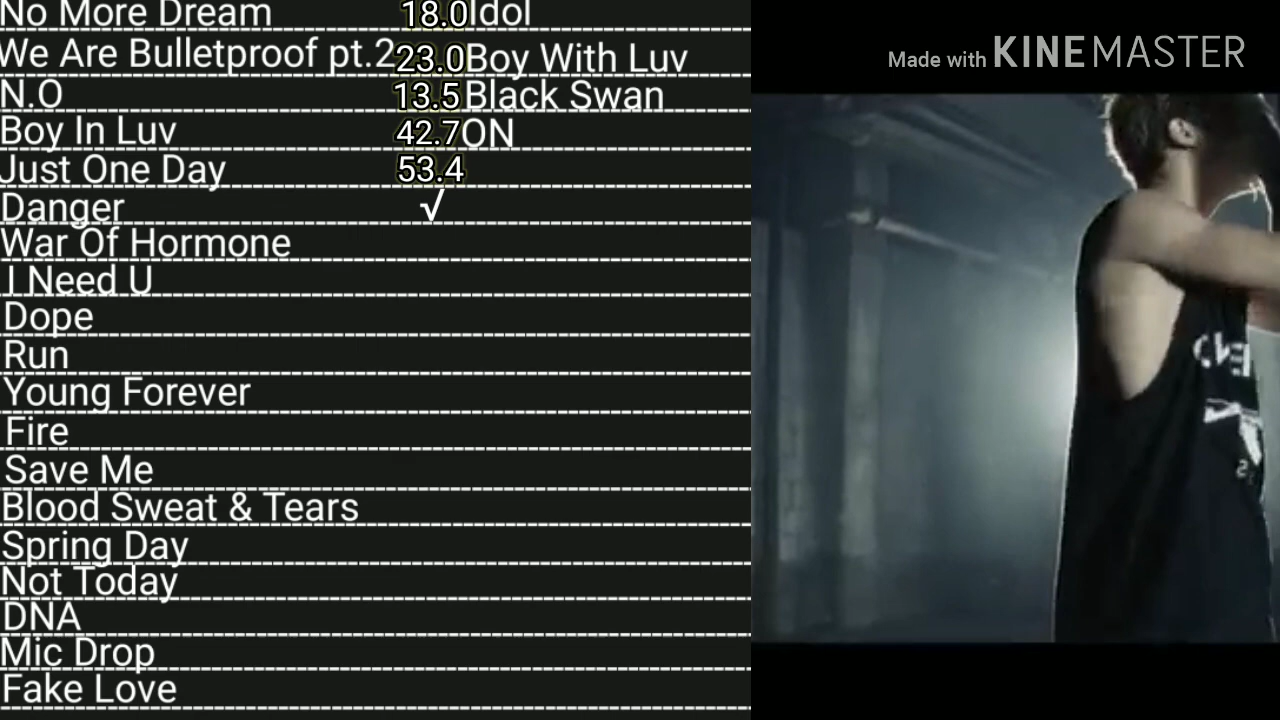 No More Dream 18.0 Idol
We Are Bulletproof pt.2 23.0 Boy With Luv
N.O 13.5 Black Swan
Boy In Luv 42.7 ON
Just One Day 53.4
Danger √
War Of Hormone
I Need U
Dope
Run
Young Forever
Fire
Save Me
Blood Sweat & Tears
Spring Day
Not Today
DNA
Mic Drop
Fake Love
Made with KINEMASTER